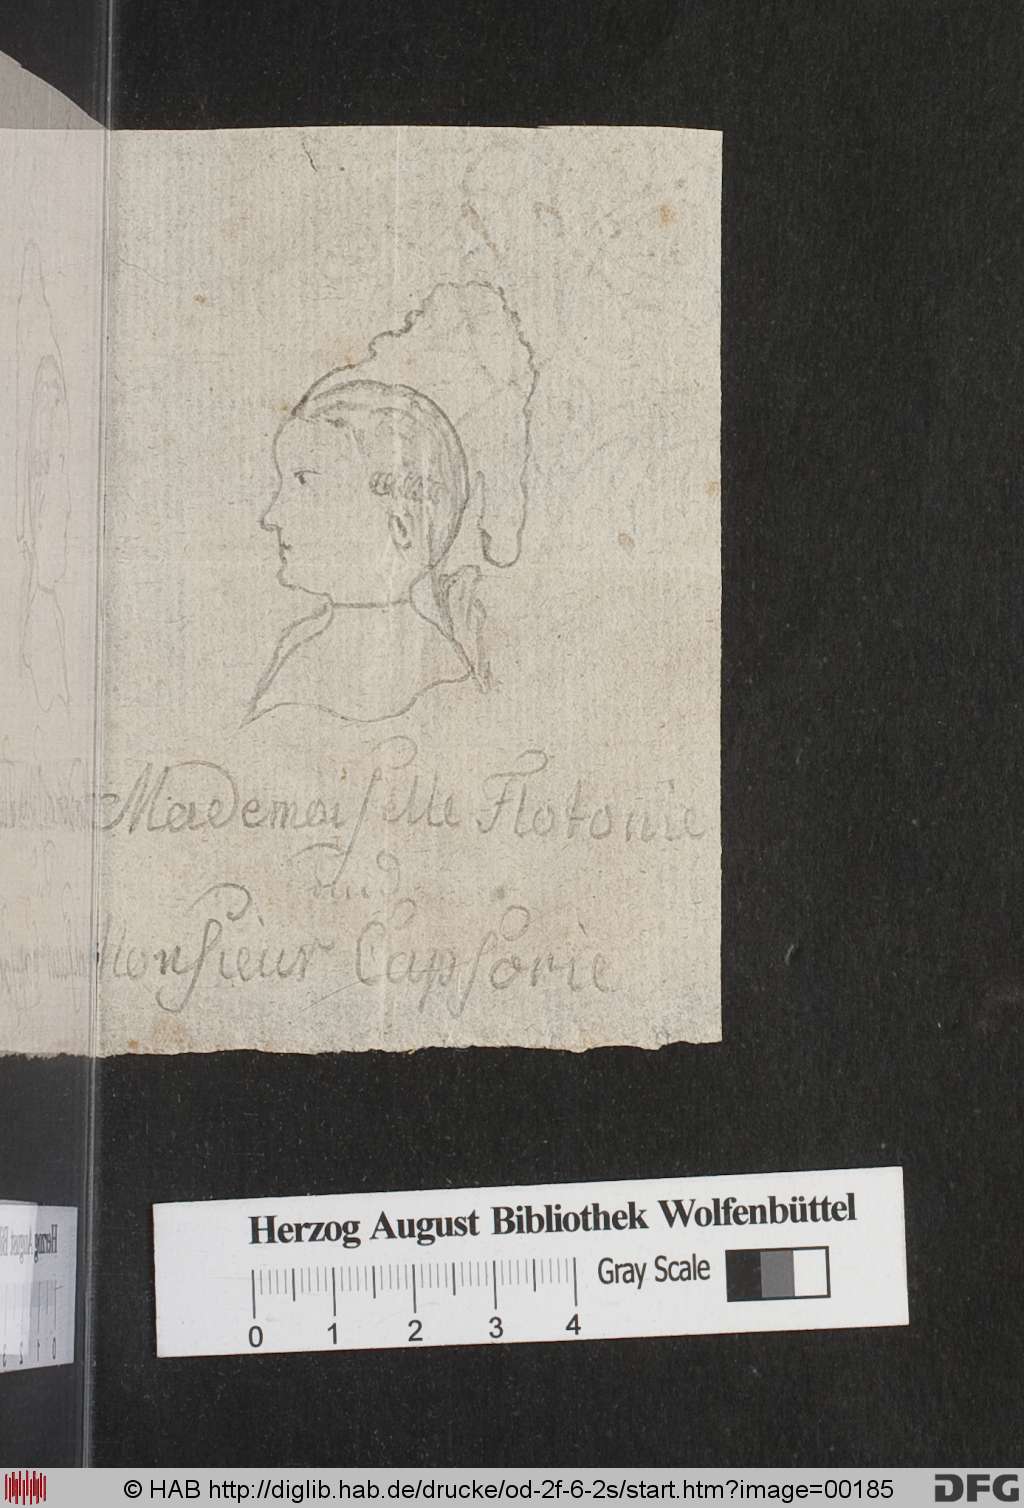 Mademoiſelle Flotonie
und
Monſieur Capſorie
Herzog August Bibliothek Wolfenbüttel
Gray Scale
0 1 2 3 4
© HAB http://diglib.hab.de/drucke/od-2f-6-2s/start.htm?image=00185
DFG